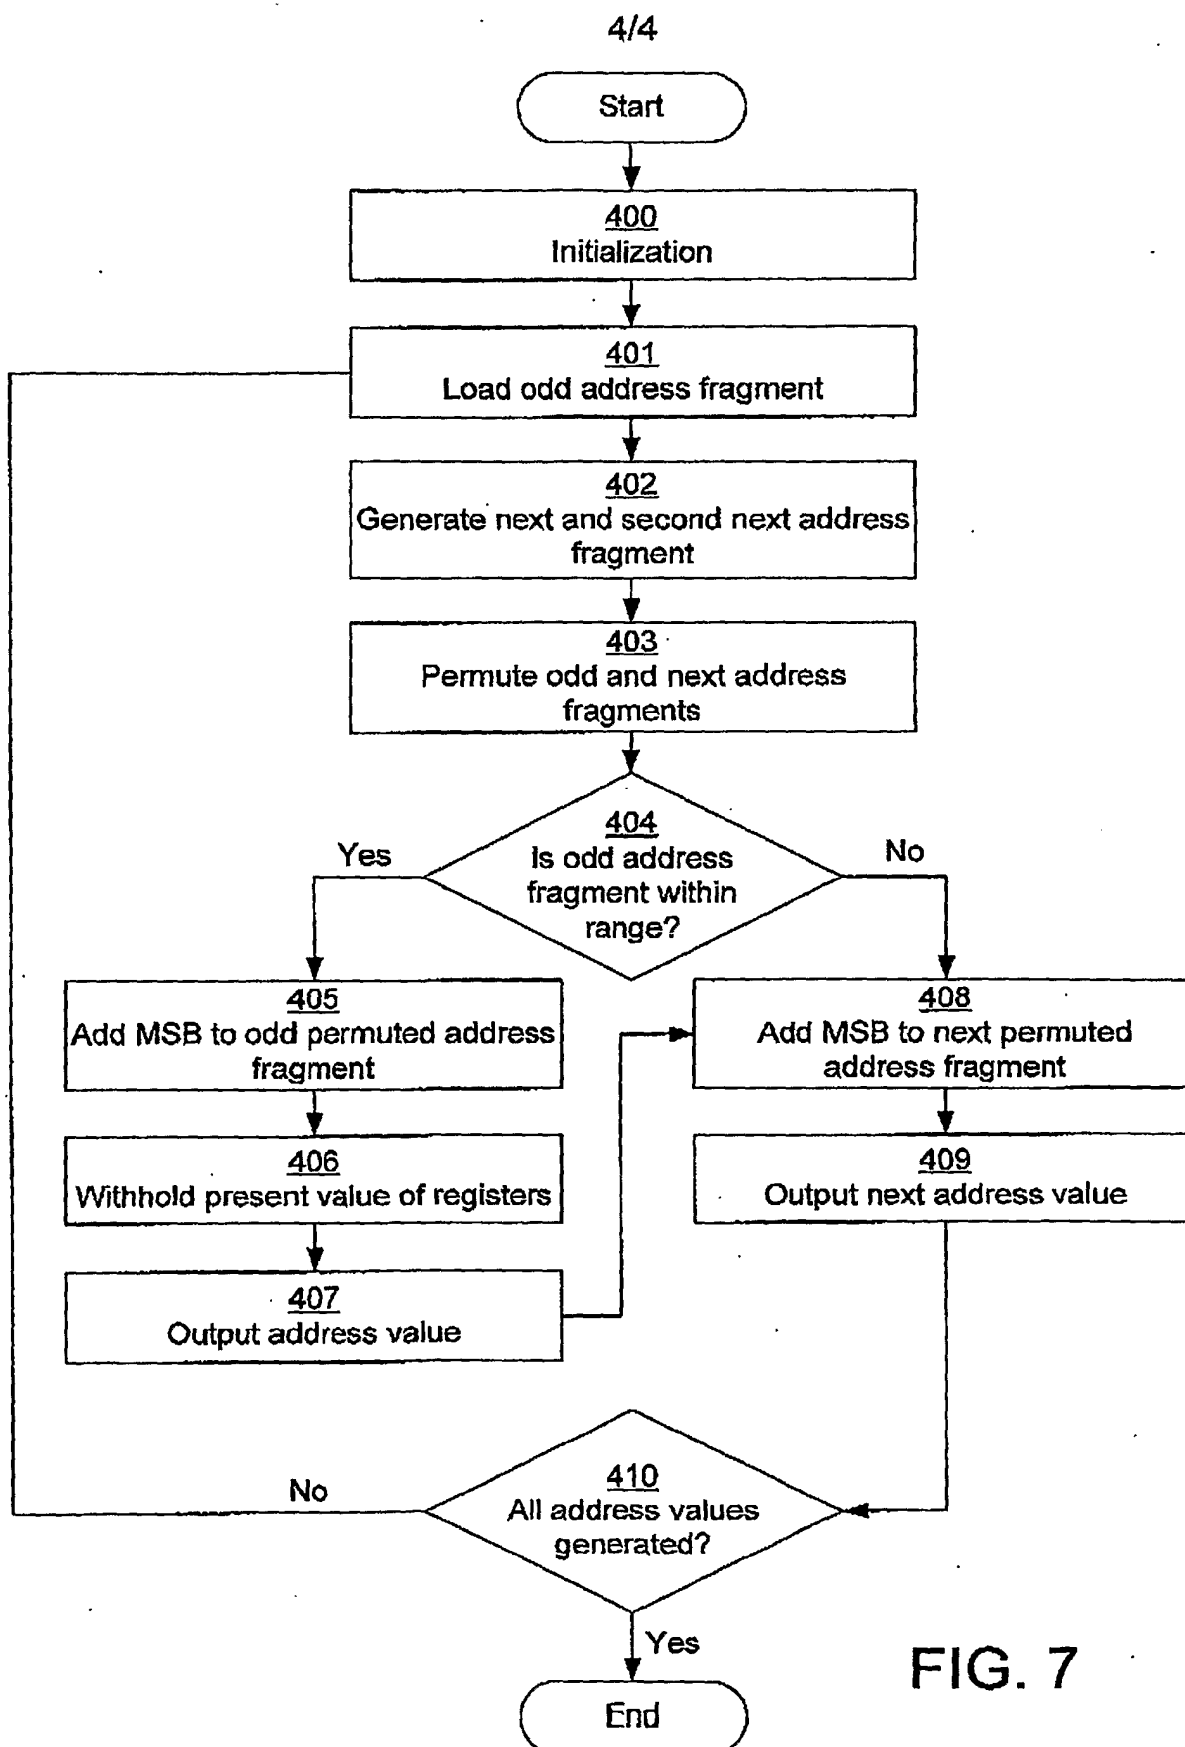 4/4
Start
400
Initialization
401
Load odd address fragment
402
Generate next and second next address
fragment
403
Permute odd and next address
fragments
404
Is odd address
fragment within
range?
Yes
No
405
Add MSB to odd permuted address
fragment
406
Withhold present value of registers
407
Output address value
408
Add MSB to next permuted
address fragment
409
Output next address value
410
All address values
generated?
No
Yes
End
FIG. 7